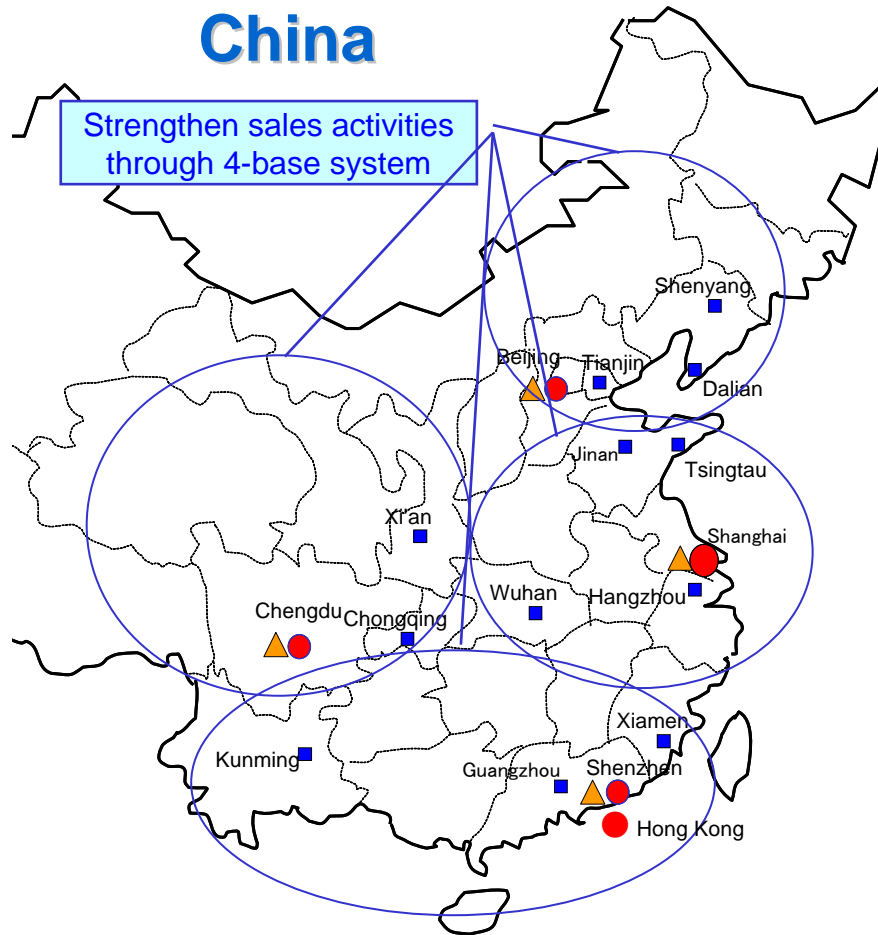 China
Strengthen sales activities
through 4-base system
Shenyang
Beijing
Tianjin
Dalian
Jinan
Tsingtau
Xi'an
Shanghai
Wuhan
Hangzhou
Chengdu
Chongqing
Xiamen
Kunming
Guangzhou
Shenzhen
Hong Kong